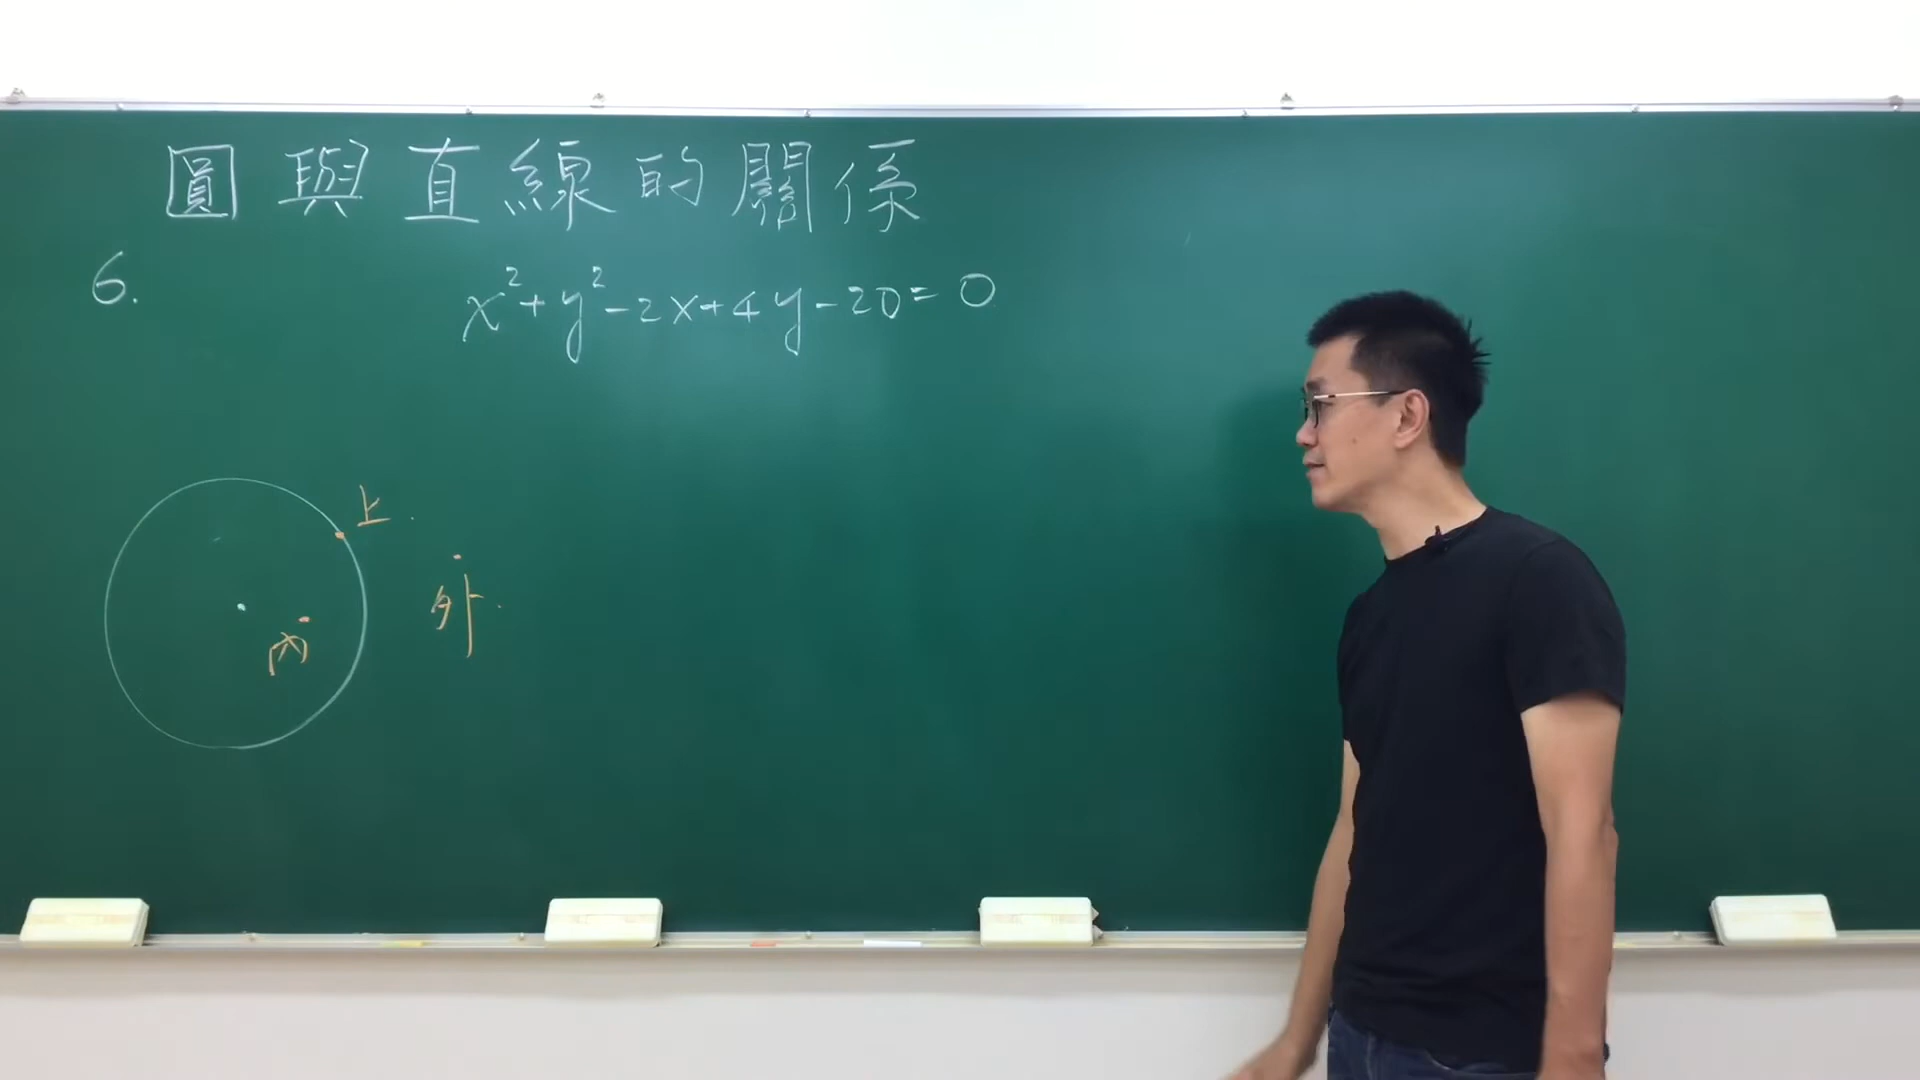 圓與直線的關係
6. x²+y²-2x+4y-20=0
上
外
內